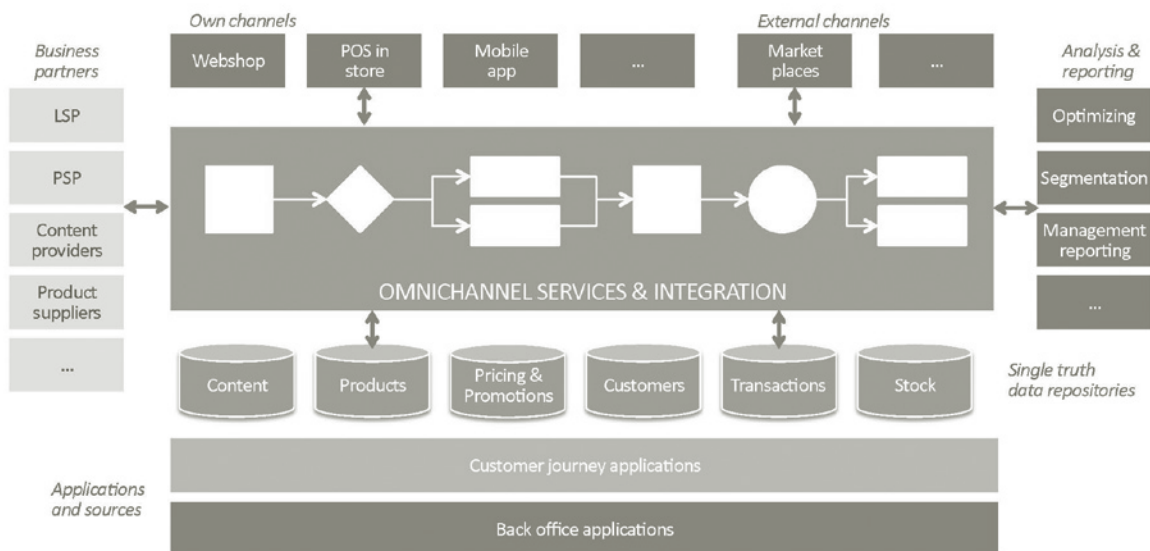 Own channels
External channels
Business
partners
Webshop
POS in
store
Mobile
app
...
Market
places
...
Analysis &
reporting
LSP
PSP
Content
providers
Product
suppliers
...
Optimizing
Segmentation
Management
reporting
...
OMNICHANNEL SERVICES & INTEGRATION
Content
Products
Pricing &
Promotions
Customers
Transactions
Stock
Single truth
data repositories
Applications
and sources
Customer journey applications
Back office applications